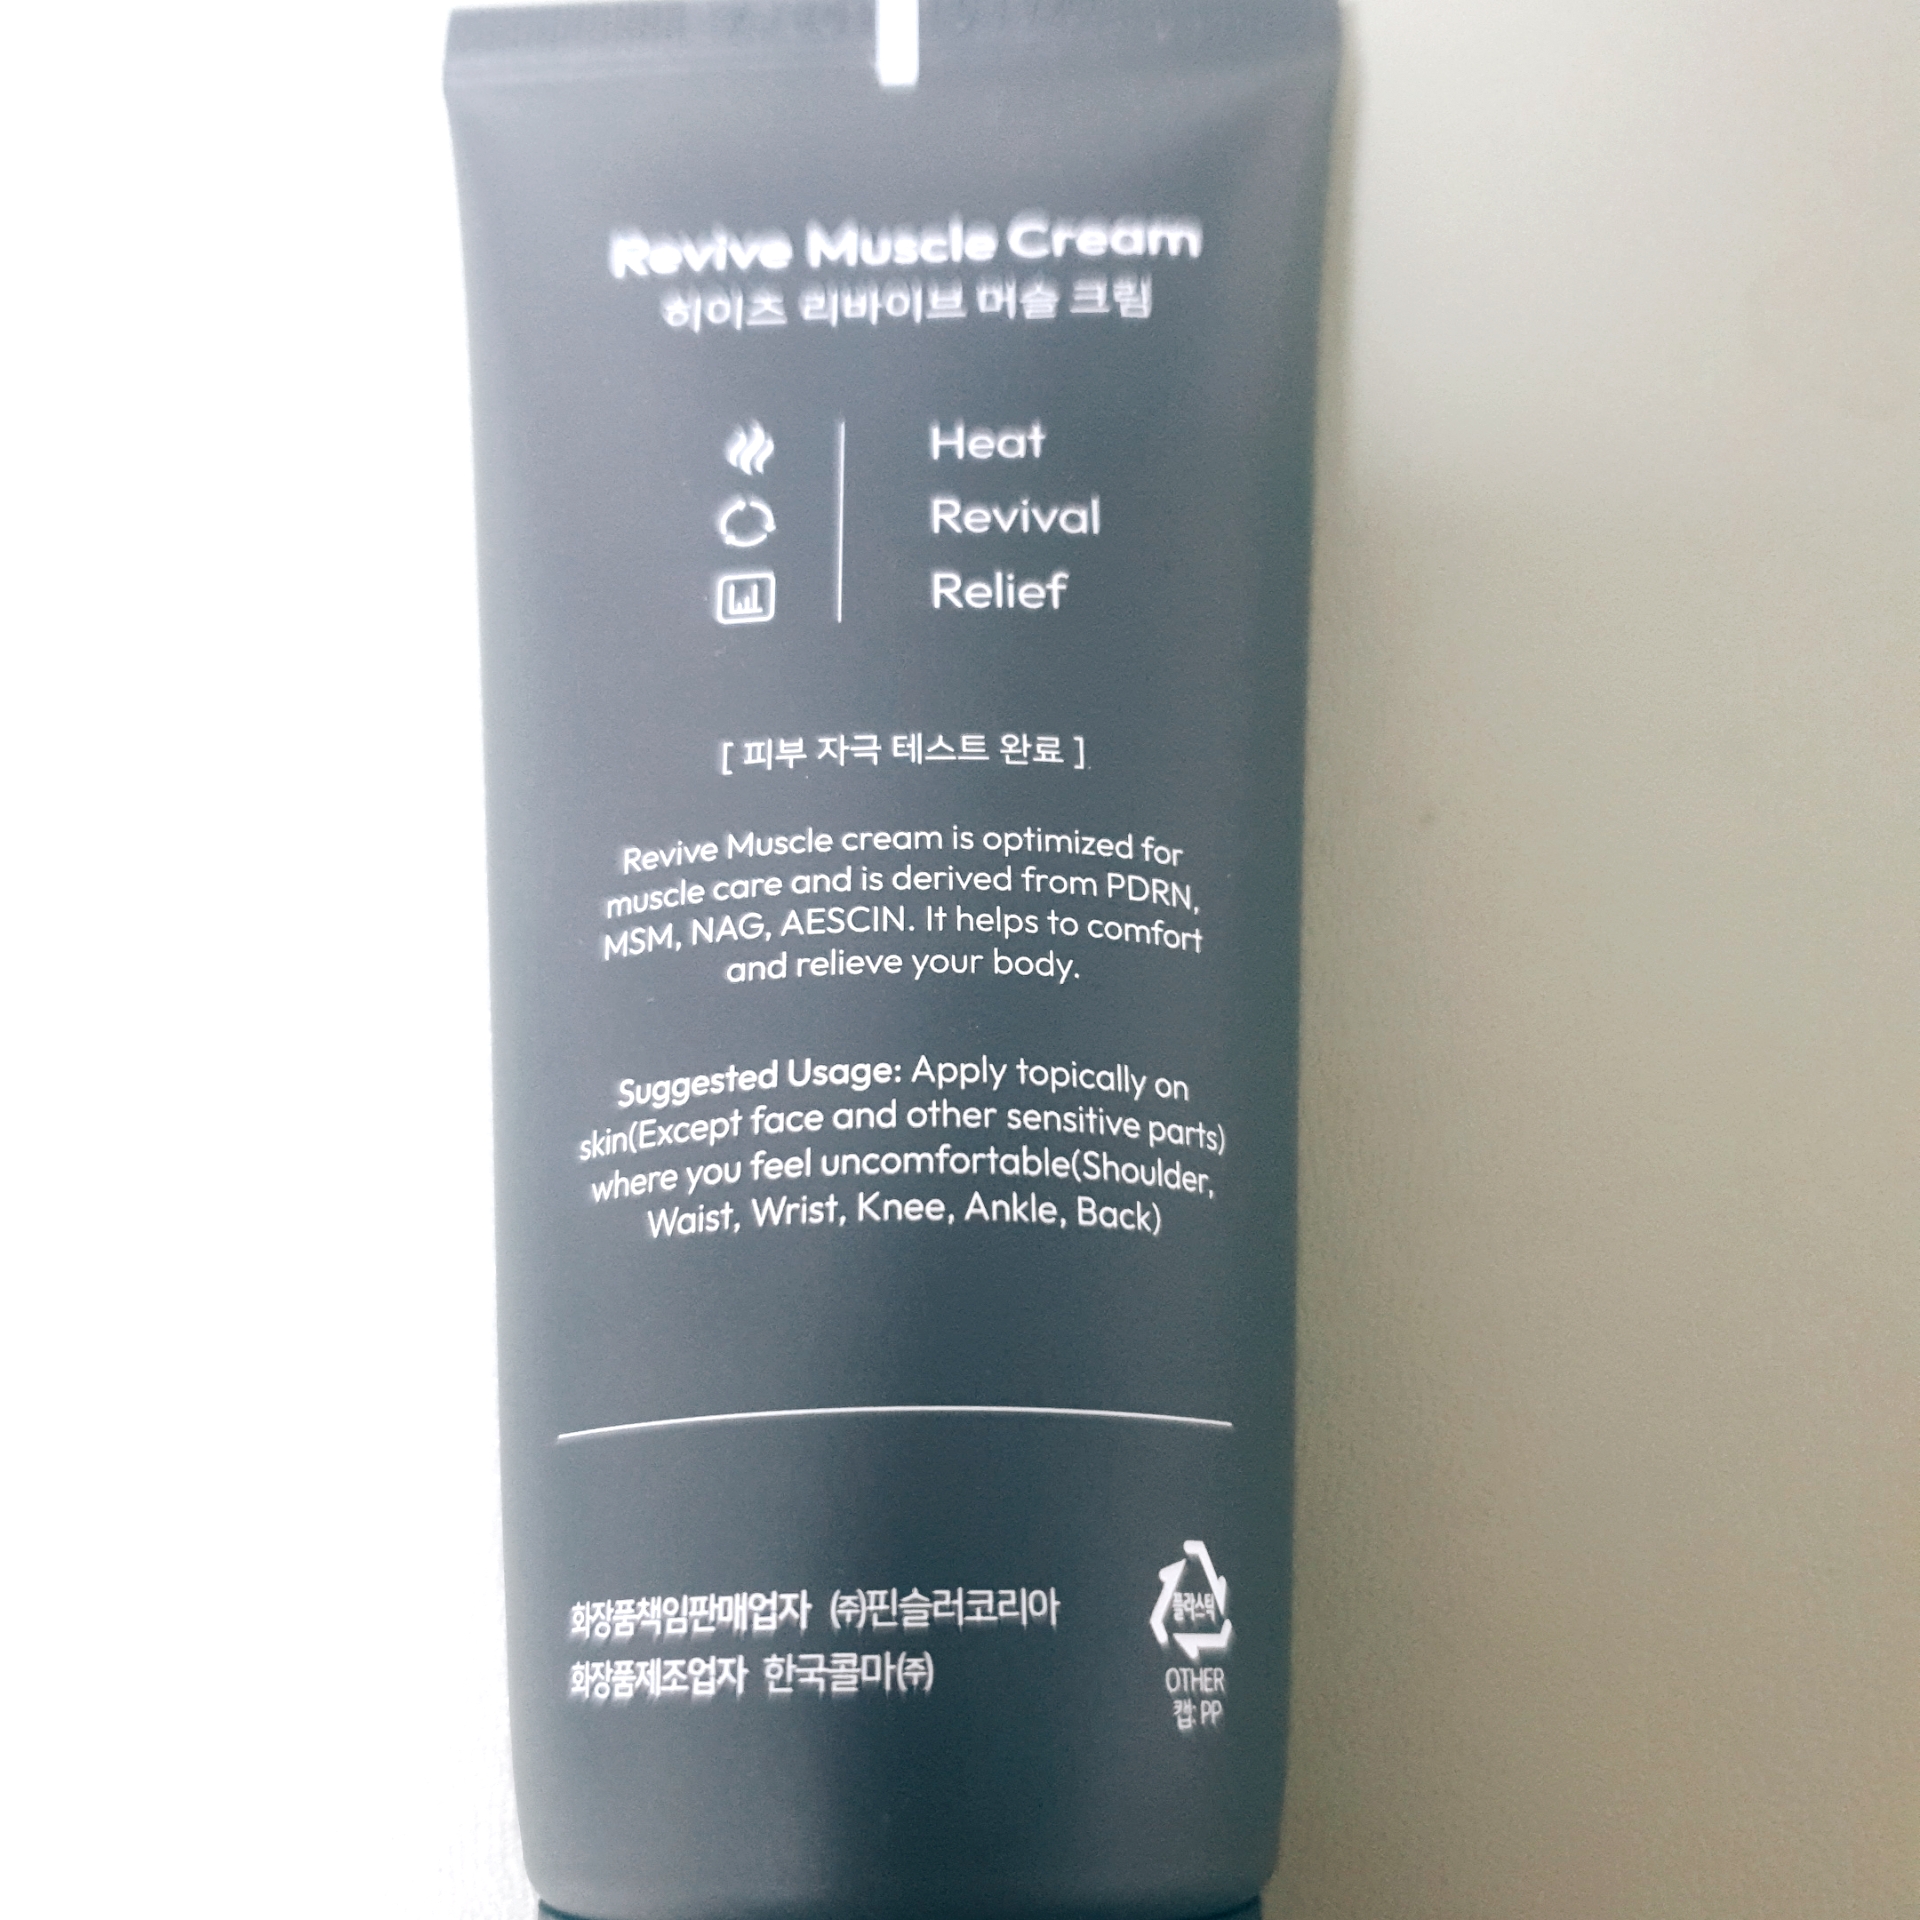 Revive Muscle Cream
히이츠 리바이브 머슬 크림
Heat
Revival
Relief
[ 피부 자극 테스트 완료 ]
Revive Muscle cream is optimized for
muscle care and is derived from PDRN,
MSM, NAG, AESCIN. It helps to comfort
and relieve your body.
Suggested Usage: Apply topically on
skin(Except face and other sensitive parts)
where you feel uncomfortable(Shoulder,
Waist, Wrist, Knee, Ankle, Back)
화장품책임판매업자 ㈜핀슬러코리아
화장품제조업자 한국콜마㈜
플라스틱
OTHER
캡: PP